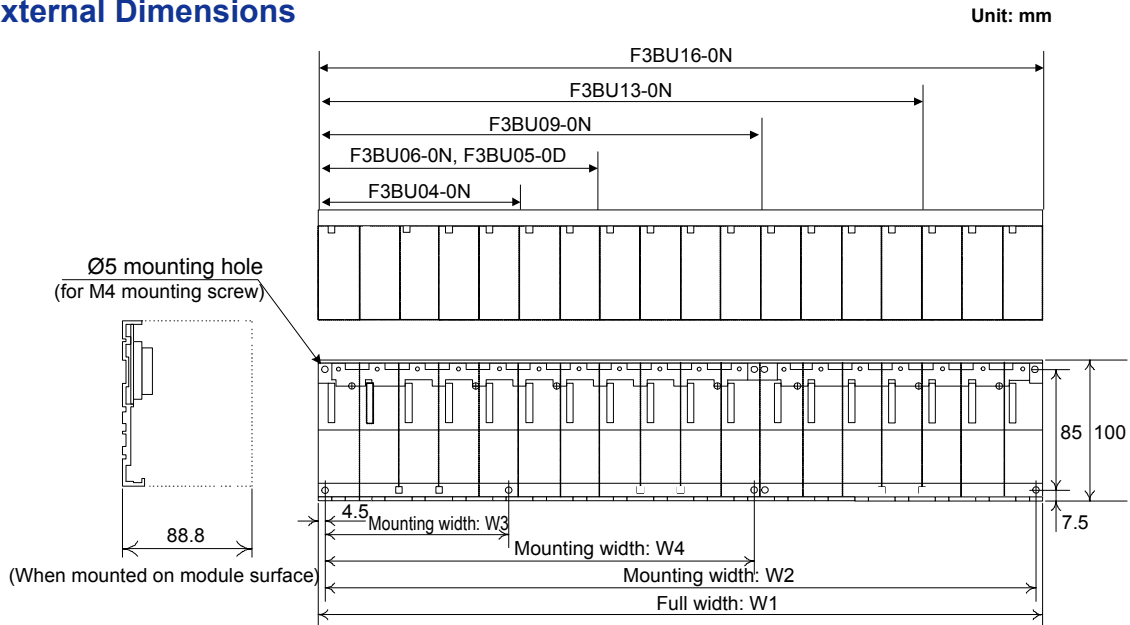 xternal Dimensions
Unit: mm
F3BU16-0N
F3BU13-0N
F3BU09-0N
F3BU06-0N, F3BU05-0D
F3BU04-0N
Ø5 mounting hole
(for M4 mounting screw)
85 100
4.5
7.5
Mounting width: W3
88.8
Mounting width: W4
(When mounted on module surface)
Mounting width: W2
Full width: W1